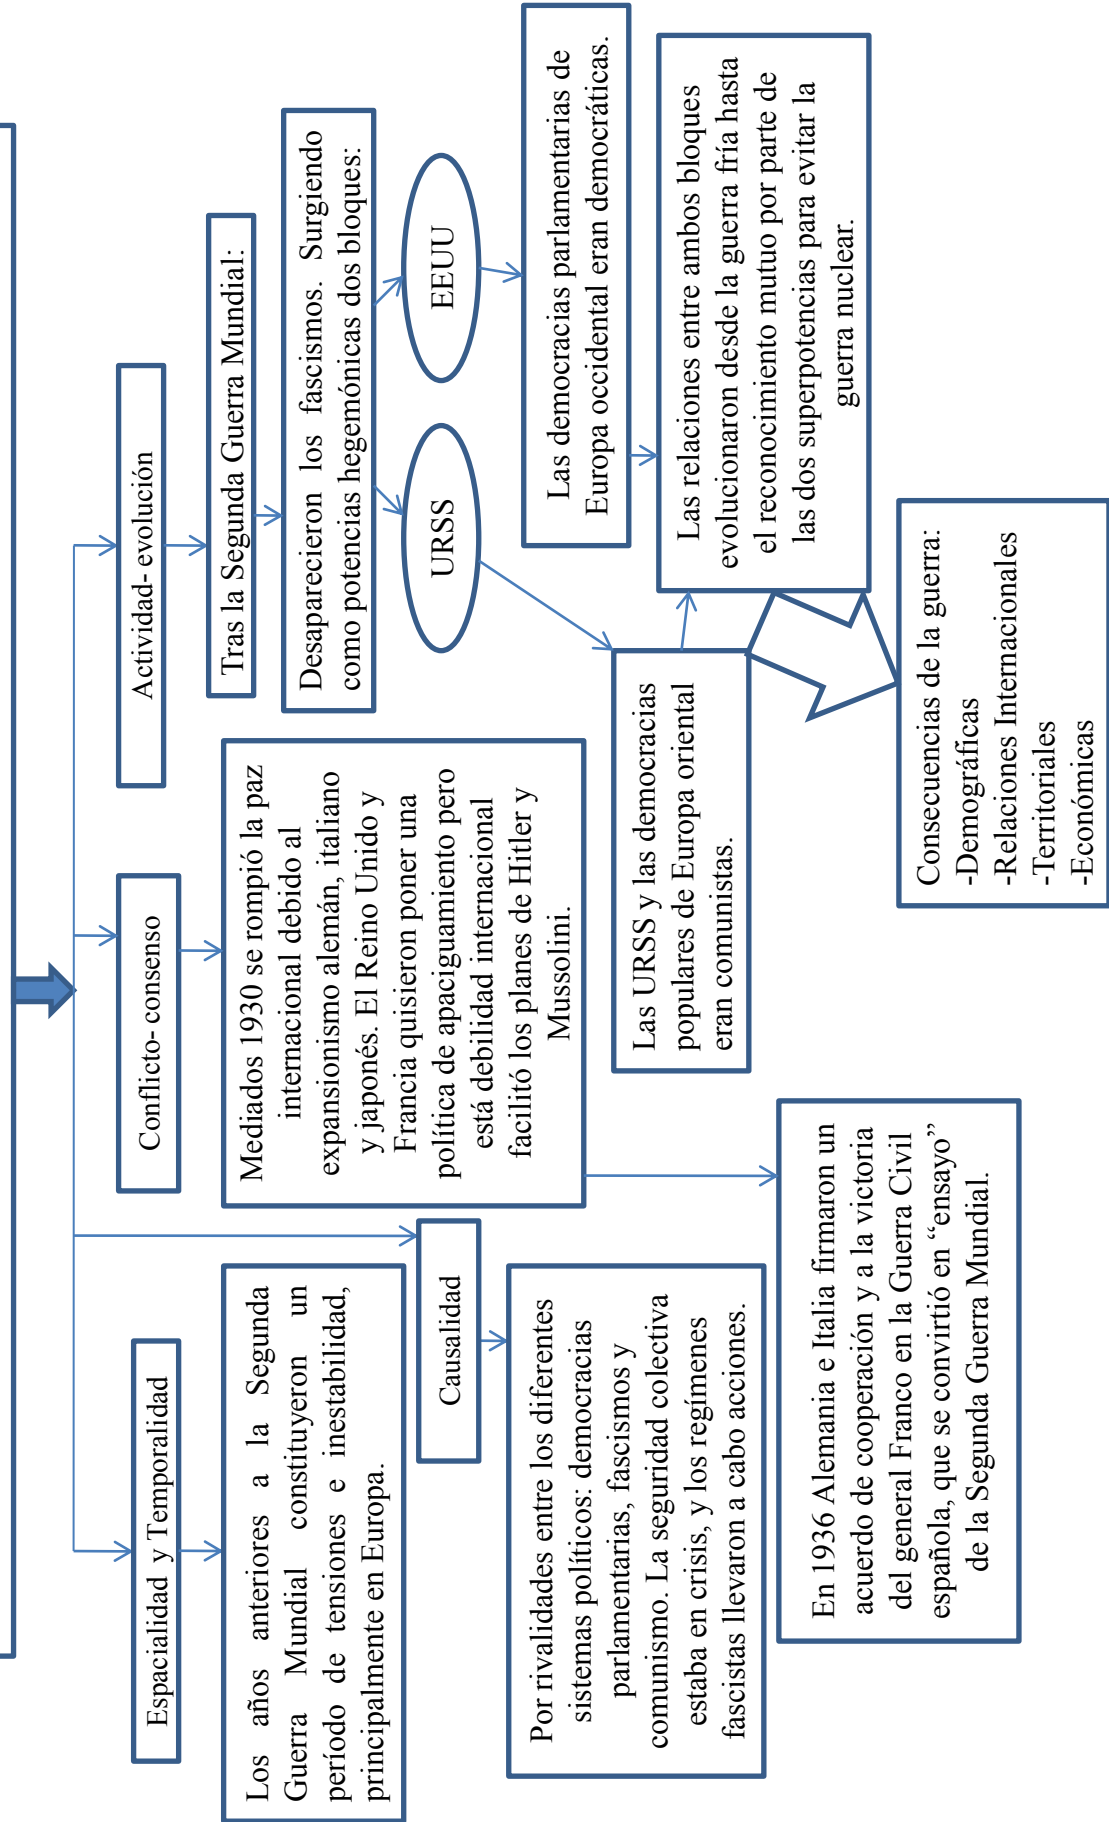 Espacialidad y Temporalidad
Los años anteriores a la Segunda
Guerra Mundial constituyeron un
período de tensiones e inestabilidad,
principalmente en Europa.
Causalidad
Por rivalidades entre los diferentes
sistemas políticos: democracias
parlamentarias, fascismos y
comunismo. La seguridad colectiva
estaba en crisis, y los regímenes
fascistas llevaron a cabo acciones.
Conflicto- consenso
Mediados 1930 se rompió la paz
internacional debido al
expansionismo alemán, italiano
y japonés. El Reino Unido y
Francia quisieron poner una
política de apaciguamiento pero
está debilidad internacional
facilitó los planes de Hitler y
Mussolini.
En 1936 Alemania e Italia firmaron un
acuerdo de cooperación y a la victoria
del general Franco en la Guerra Civil
española, que se convirtió en “ensayo”
de la Segunda Guerra Mundial.
Actividad- evolución
Tras la Segunda Guerra Mundial:
Desaparecieron los fascismos. Surgiendo
como potencias hegemónicas dos bloques:
URSS
EEUU
Las URSS y las democracias
populares de Europa oriental
eran comunistas.
Las democracias parlamentarias de
Europa occidental eran democráticas.
Las relaciones entre ambos bloques
evolucionaron desde la guerra fría hasta
el reconocimiento mutuo por parte de
las dos superpotencias para evitar la
guerra nuclear.
Consecuencias de la guerra:
-Demográficas
-Relaciones Internacionales
-Territoriales
-Económicas